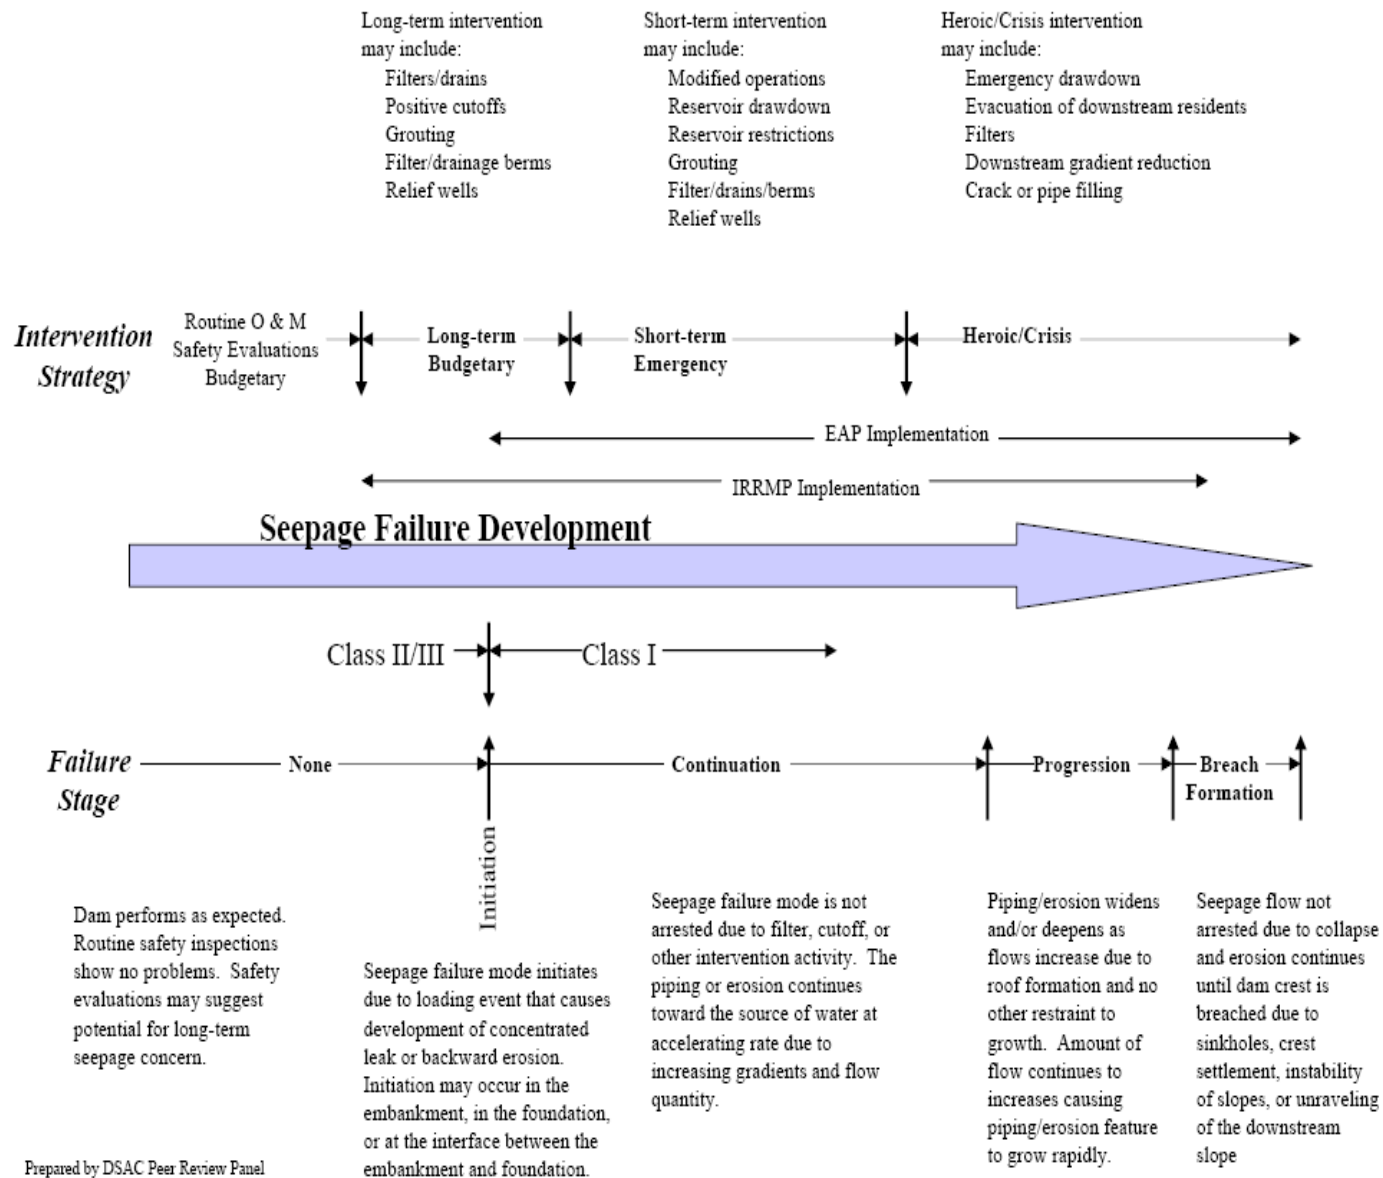 Long-term intervention
may include:
Filters/drains
Positive cutoffs
Grouting
Filter/drainage berms
Relief wells
Short-term intervention
may include:
Modified operations
Reservoir drawdown
Reservoir restrictions
Grouting
Filter/drains/berms
Relief wells
Heroic/Crisis intervention
may include:
Emergency drawdown
Evacuation of downstream residents
Filters
Downstream gradient reduction
Crack or pipe filling
Intervention
Strategy
Routine O & M
Safety Evaluations
Budgetary
Long-term
Budgetary
Short-term
Emergency
Heroic/Crisis
EAP Implementation
IRRMP Implementation
Seepage Failure Development
Class II/III
Class I
Failure
Stage
None
Continuation
Progression
Breach
Formation
Initiation
Dam performs as expected.
Routine safety inspections
show no problems. Safety
evaluations may suggest
potential for long-term
seepage concern.
Seepage failure mode initiates
due to loading event that causes
development of concentrated
leak or backward erosion.
Initiation may occur in the
embankment, in the foundation,
or at the interface between the
embankment and foundation.
Seepage failure mode is not
arrested due to filter, cutoff, or
other intervention activity. The
piping or erosion continues
toward the source of water at
accelerating rate due to
increasing gradients and flow
quantity.
Piping/erosion widens
and/or deepens as
flows increase due to
roof formation and no
other restraint to
growth. Amount of
flow continues to
increases causing
piping/erosion feature
to grow rapidly.
Seepage flow not
arrested due to collapse
and erosion continues
until dam crest is
breached due to
sinkholes, crest
settlement, instability
of slopes, or unraveling
of the downstream
slope
Prepared by DSAC Peer Review Panel